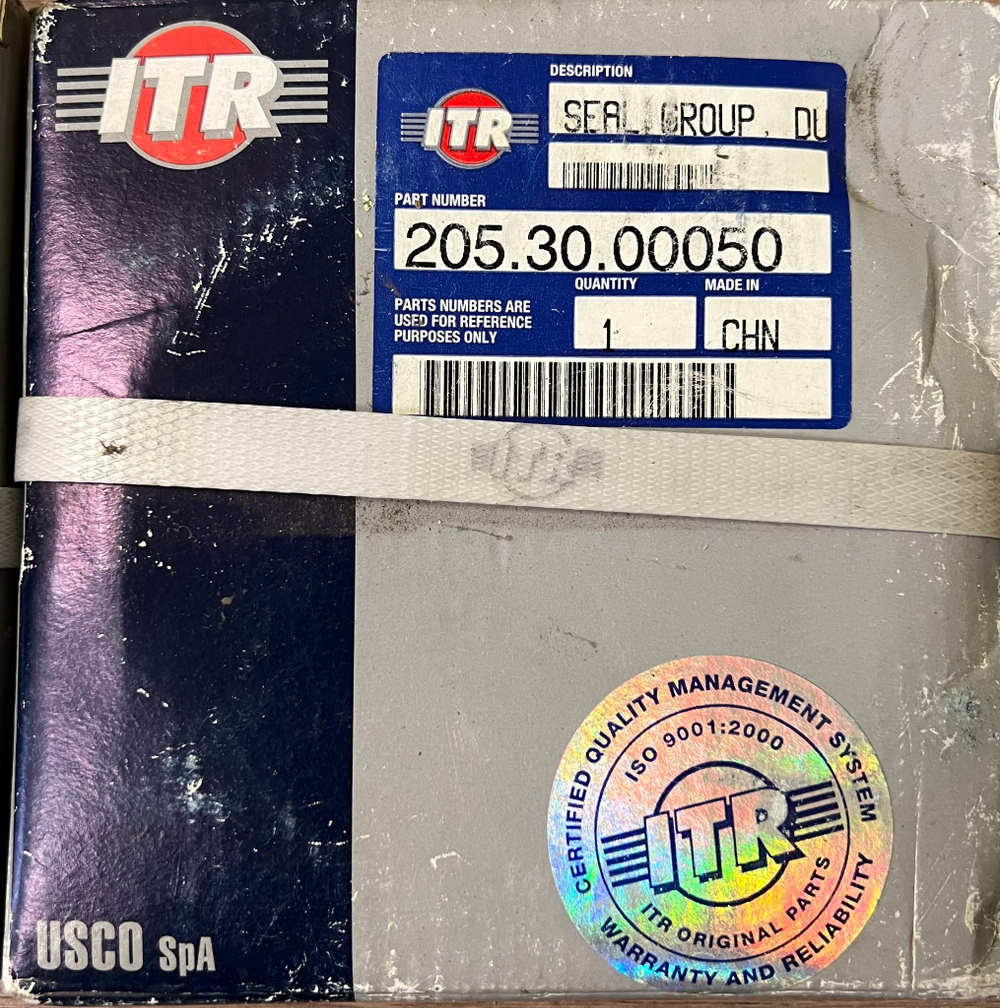 ITR
ITR
DESCRIPTION
SEAL GROUP, DU
PART NUMBER
205.30.00050
PARTS NUMBERS ARE
USED FOR REFERENCE
PURPOSES ONLY
QUANTITY
1
MADE IN
CHN
ITR
CERTIFIED QUALITY MANAGEMENT SYSTEM
ISO 9001:2000
ITR
ITR ORIGINAL PARTS
WARRANTY AND RELIABILITY
USCO SpA